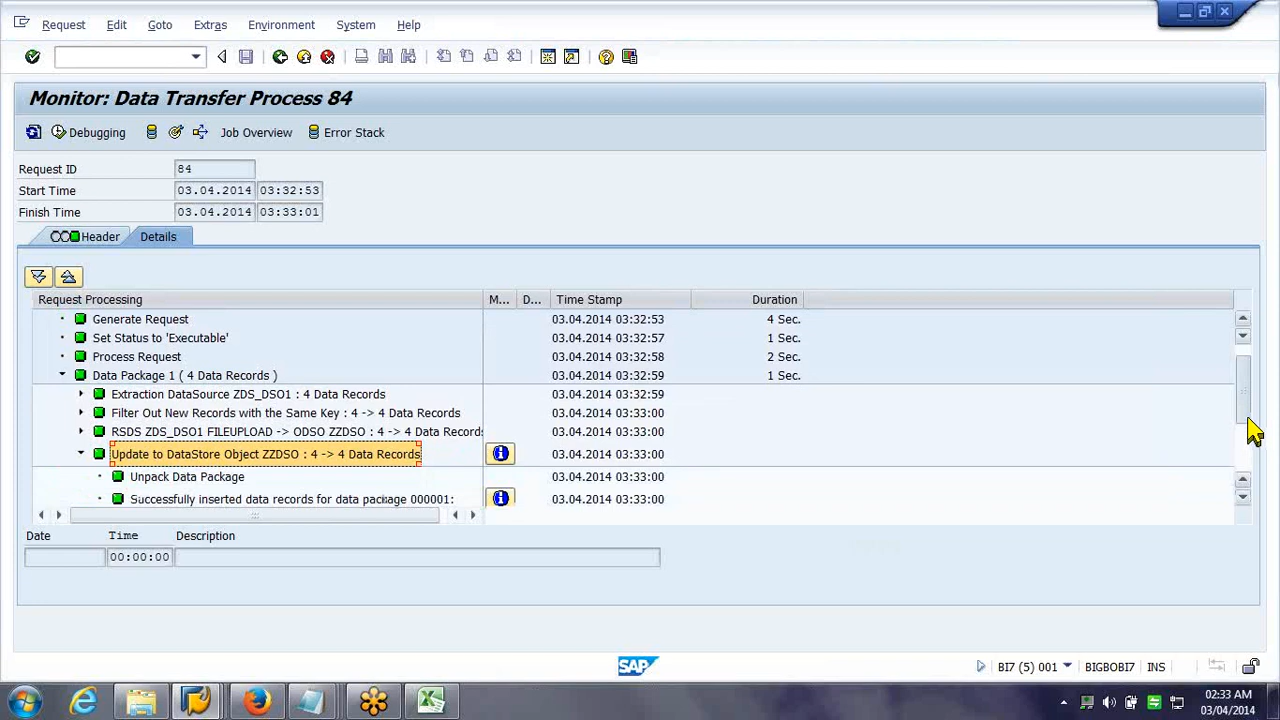 Request Edit Goto Extras Environment System Help
Monitor: Data Transfer Process 84
Debugging Job Overview Error Stack
Request ID 84
Start Time 03.04.2014 03:32:53
Finish Time 03.04.2014 03:33:01
Header Details
Request Processing M... D... Time Stamp Duration
Generate Request 03.04.2014 03:32:53 4 Sec.
Set Status to 'Executable' 03.04.2014 03:32:57 1 Sec.
Process Request 03.04.2014 03:32:58 2 Sec.
Data Package 1 ( 4 Data Records ) 03.04.2014 03:32:59 1 Sec.
Extraction DataSource ZDS_DSO1 : 4 Data Records 03.04.2014 03:32:59
Filter Out New Records with the Same Key : 4 -> 4 Data Records 03.04.2014 03:33:00
RSDS ZDS_DSO1 FILEUPLOAD -> ODSO ZZDSO : 4 -> 4 Data Records 03.04.2014 03:33:00
Update to DataStore Object ZZDSO : 4 -> 4 Data Records 03.04.2014 03:33:00
Unpack Data Package 03.04.2014 03:33:00
Successfully inserted data records for data package 000001: 03.04.2014 03:33:00
Date Time Description
00:00:00
SAP BI7 (5) 001 BIGBOBI7 INS
02:33 AM
03/04/2014